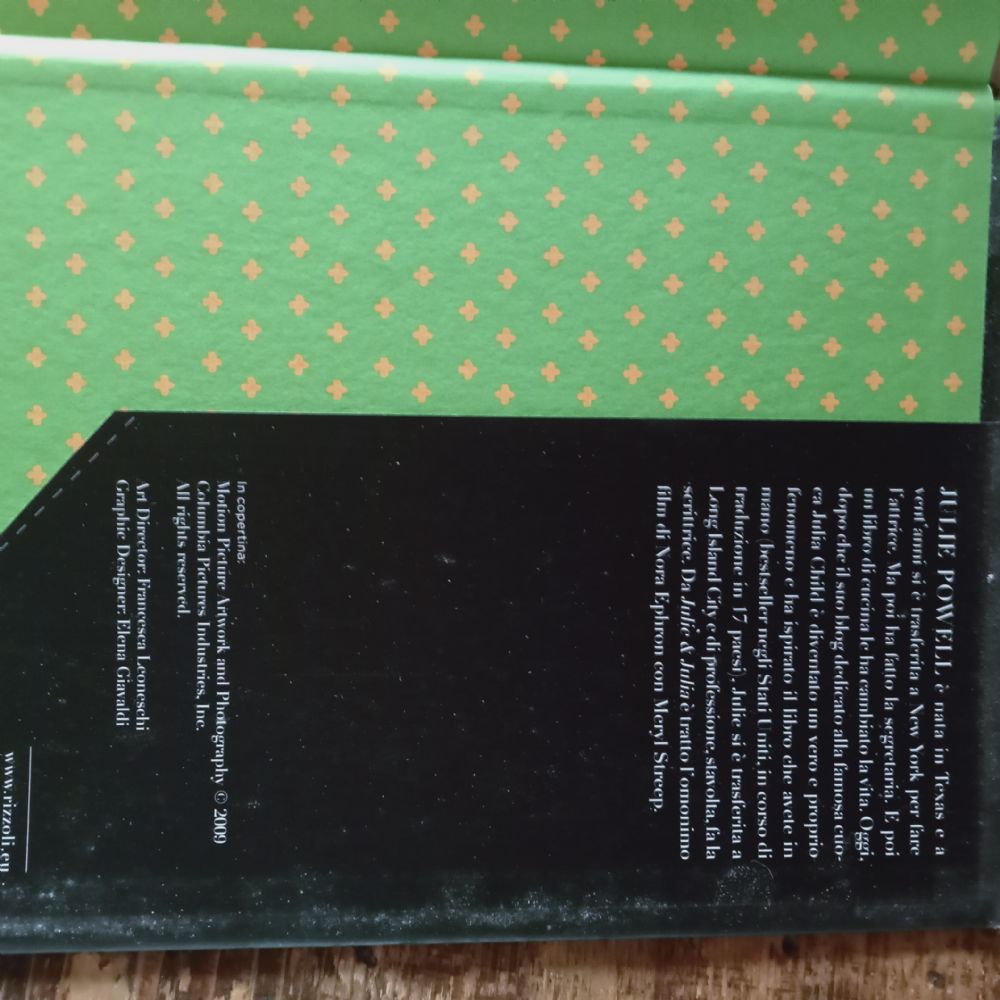 JULIE POWELL è nata in Texas e a
vent'anni si è trasferita a New York per fare
l'attrice. Ma poi ha fatto la segretaria. E poi
un libro di cucina le ha cambiato la vita. Oggi,
dopo che il suo blog dedicato alla famosa cuo-
ca Julia Child è diventato un vero e proprio
fenomeno e ha ispirato il libro che avete in
mano (bestseller negli Stati Uniti, in corso di
traduzione in 17 paesi), Julie si è trasferita a
Long Island City e di professione, stavolta, fa la
scrittrice. Da Julie & Julia è tratto l'omonimo
film di Nora Ephron con Meryl Streep.
In copertina:
Motion Picture Artwork and Photography © 2009
Columbia Pictures Industries, Inc.
All rights reserved.
Art Director: Francesca Leoneschi
Graphic Designer: Elena Giavaldi
www.rizzoli.eu